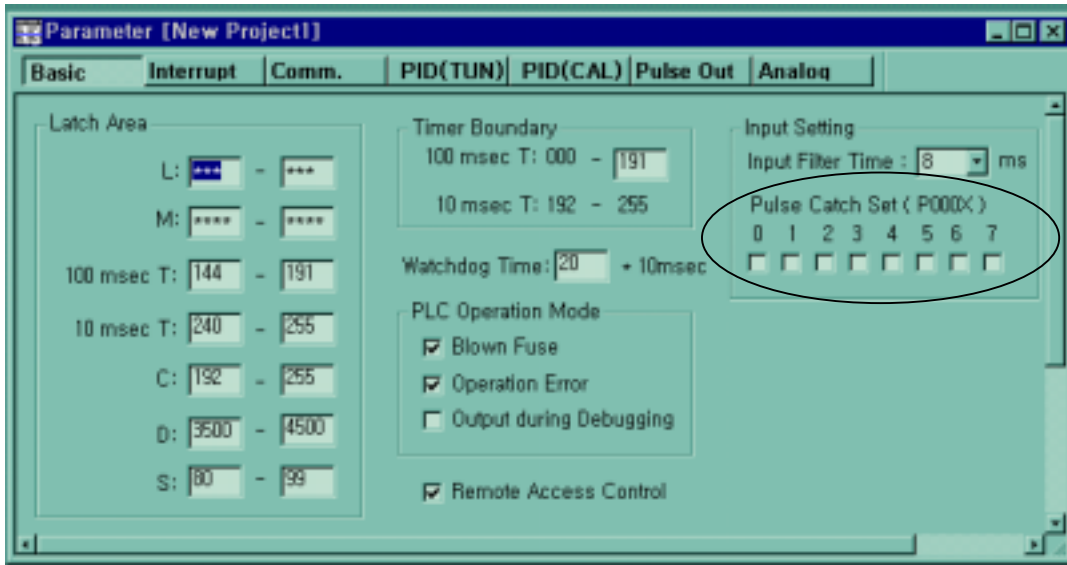 Parameter [New Project1]
Basic Interrupt Comm. PID(TUN) PID(CAL) Pulse Out Analog
Latch Area
L: *** - ***
M: **** - ****
100 msec T: 144 - 191
10 msec T: 240 - 255
C: 192 - 255
D: 3500 - 4500
S: 80 - 99
Timer Boundary
100 msec T: 000 - 191
10 msec T: 192 - 255
Watchdog Time: 20 * 10msec
PLC Operation Mode
Blown Fuse
Operation Error
Output during Debugging
Remote Access Control
Input Setting
Input Filter Time : 8 ms
Pulse Catch Set ( P000X )
0 1 2 3 4 5 6 7